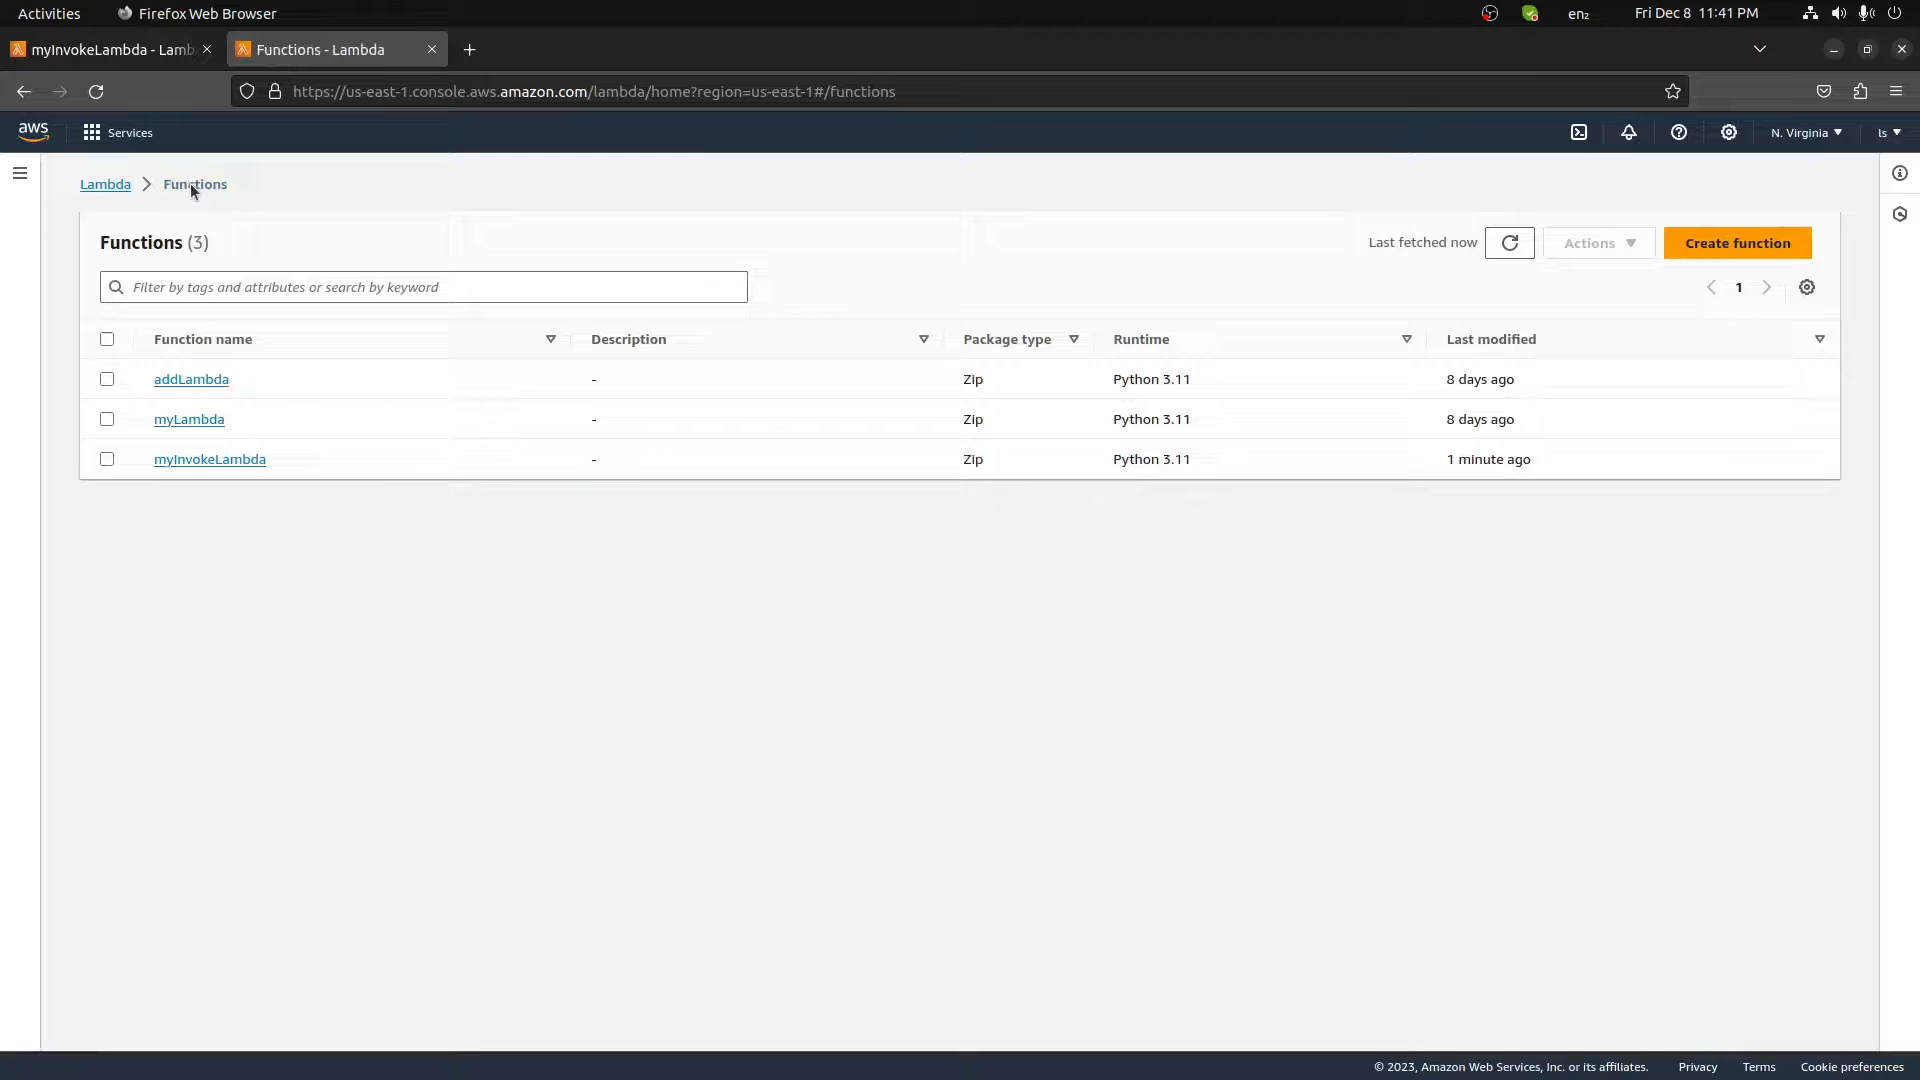 Activities Firefox Web Browser en₂ Fri Dec 8 11:41 PM
myInvokeLambda - Lamb Functions - Lambda
https://us-east-1.console.aws.amazon.com/lambda/home?region=us-east-1#/functions
aws Services N. Virginia ls
Lambda Functions
Functions (3) Last fetched now Actions Create function
Filter by tags and attributes or search by keyword 1
Function name Description Package type Runtime Last modified
addLambda - Zip Python 3.11 8 days ago
myLambda - Zip Python 3.11 8 days ago
myInvokeLambda - Zip Python 3.11 1 minute ago
© 2023, Amazon Web Services, Inc. or its affiliates. Privacy Terms Cookie preferences